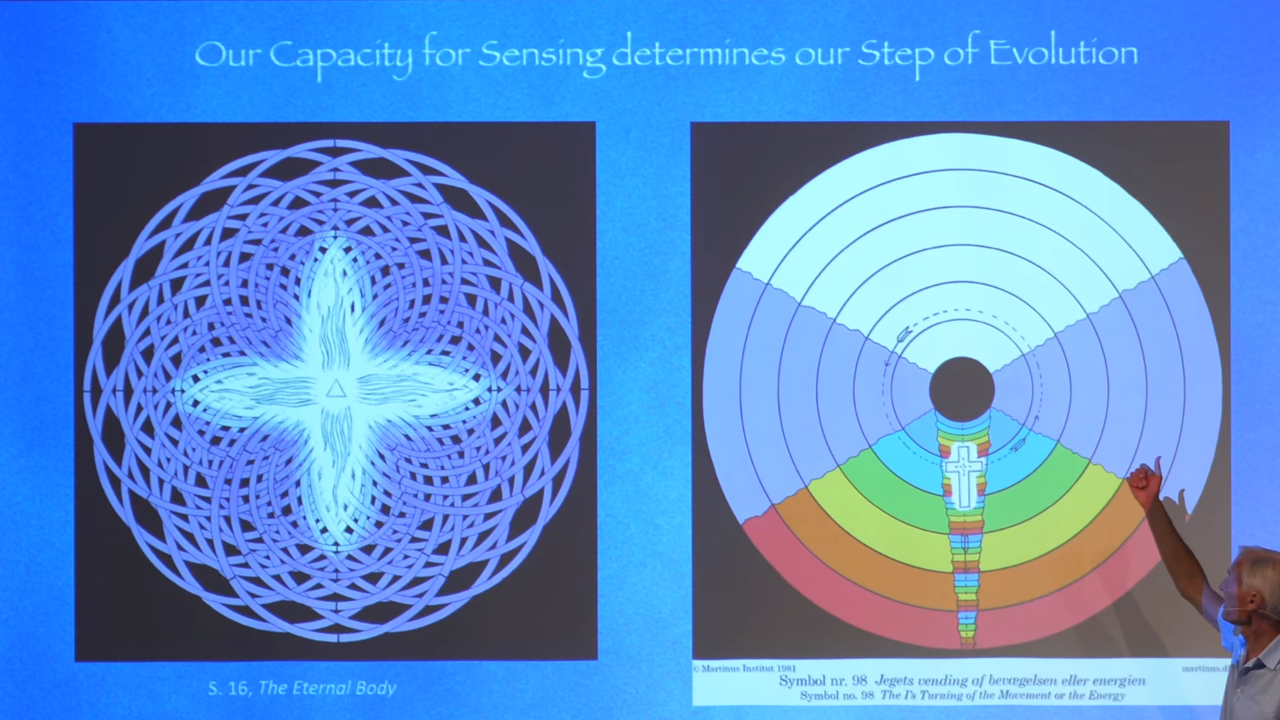 Our Capacity for Sensing determines our Step of Evolution
S. 16, The Eternal Body
© Martinus Institut 1981
martinus.d
Symbol nr. 98 Jegets vending af bevægelsen eller energien
Symbol no. 98 The I's Turning of the Movement or the Energy